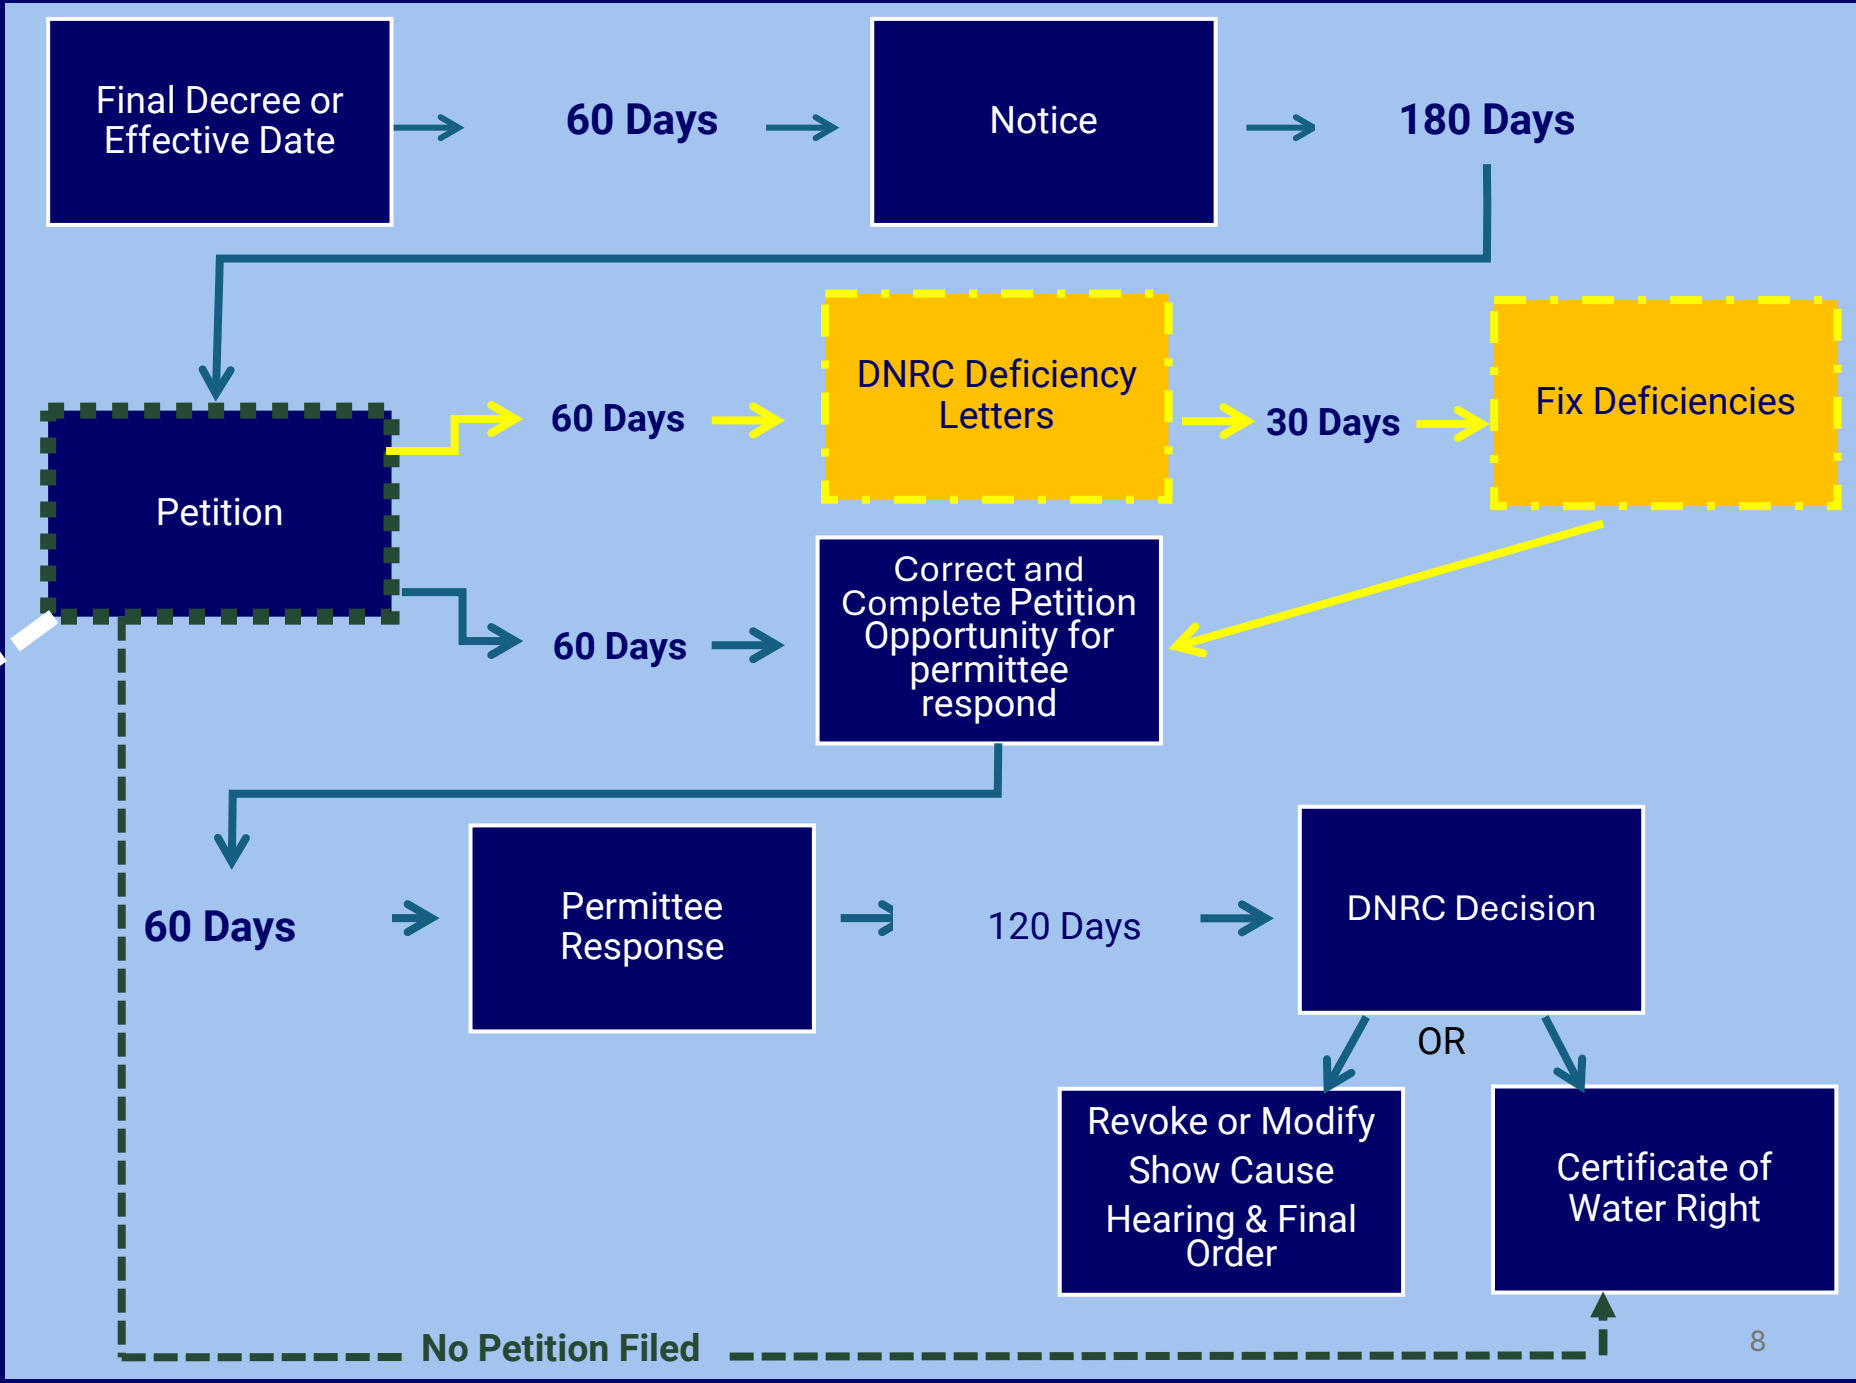 Final Decree or
Effective Date
60 Days
Notice
180 Days
Petition
60 Days
DNRC Deficiency
Letters
30 Days
Fix Deficiencies
60 Days
Correct and
Complete Petition
Opportunity for
permittee
respond
60 Days
Permittee
Response
120 Days
DNRC Decision
OR
Revoke or Modify
Show Cause
Hearing & Final
Order
Certificate of
Water Right
No Petition Filed
8